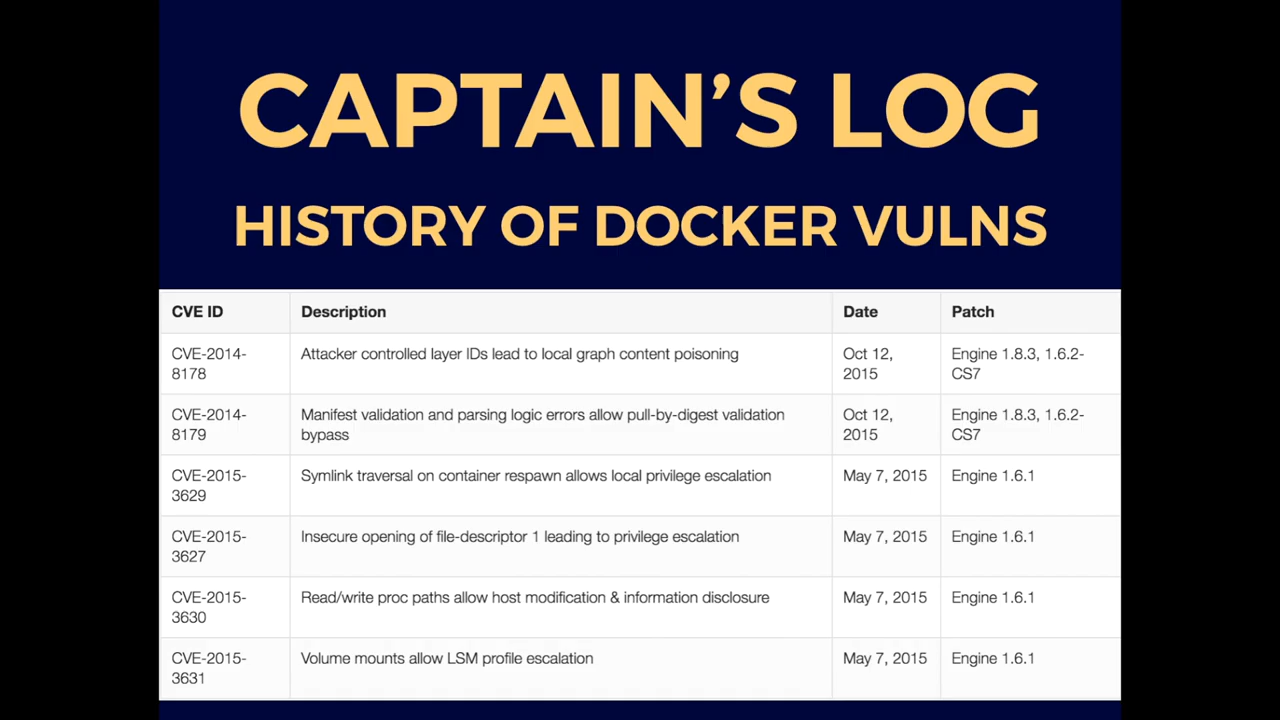 CAPTAIN’S LOG
HISTORY OF DOCKER VULNS
CVE ID Description Date Patch
CVE-2014- Attacker controlled layer IDs lead to local graph content poisoning Oct 12, Engine 1.8.3, 1.6.2-
8178 2015 CS7
CVE-2014- Manifest validation and parsing logic errors allow pull-by-digest validation Oct 12, Engine 1.8.3, 1.6.2-
8179 bypass 2015 CS7
CVE-2015- Symlink traversal on container respawn allows local privilege escalation May 7, 2015 Engine 1.6.1
3629
CVE-2015- Insecure opening of file-descriptor 1 leading to privilege escalation May 7, 2015 Engine 1.6.1
3627
CVE-2015- Read/write proc paths allow host modification & information disclosure May 7, 2015 Engine 1.6.1
3630
CVE-2015- Volume mounts allow LSM profile escalation May 7, 2015 Engine 1.6.1
3631